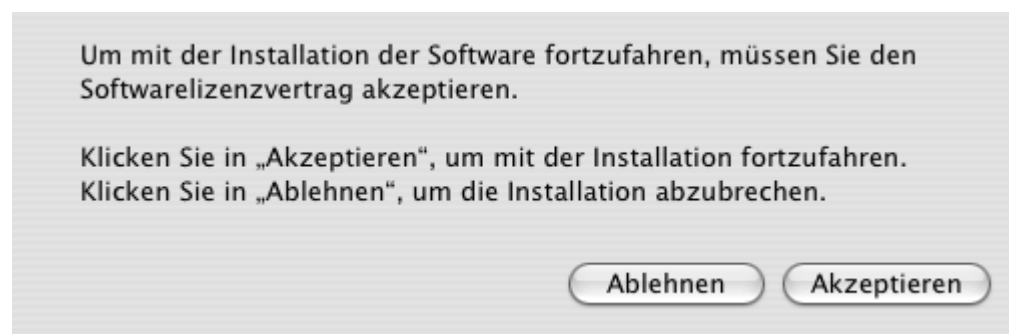 Um mit der Installation der Software fortzufahren, müssen Sie den
Softwarelizenzvertrag akzeptieren.
Klicken Sie in „Akzeptieren“, um mit der Installation fortzufahren.
Klicken Sie in „Ablehnen“, um die Installation abzubrechen.
Ablehnen Akzeptieren